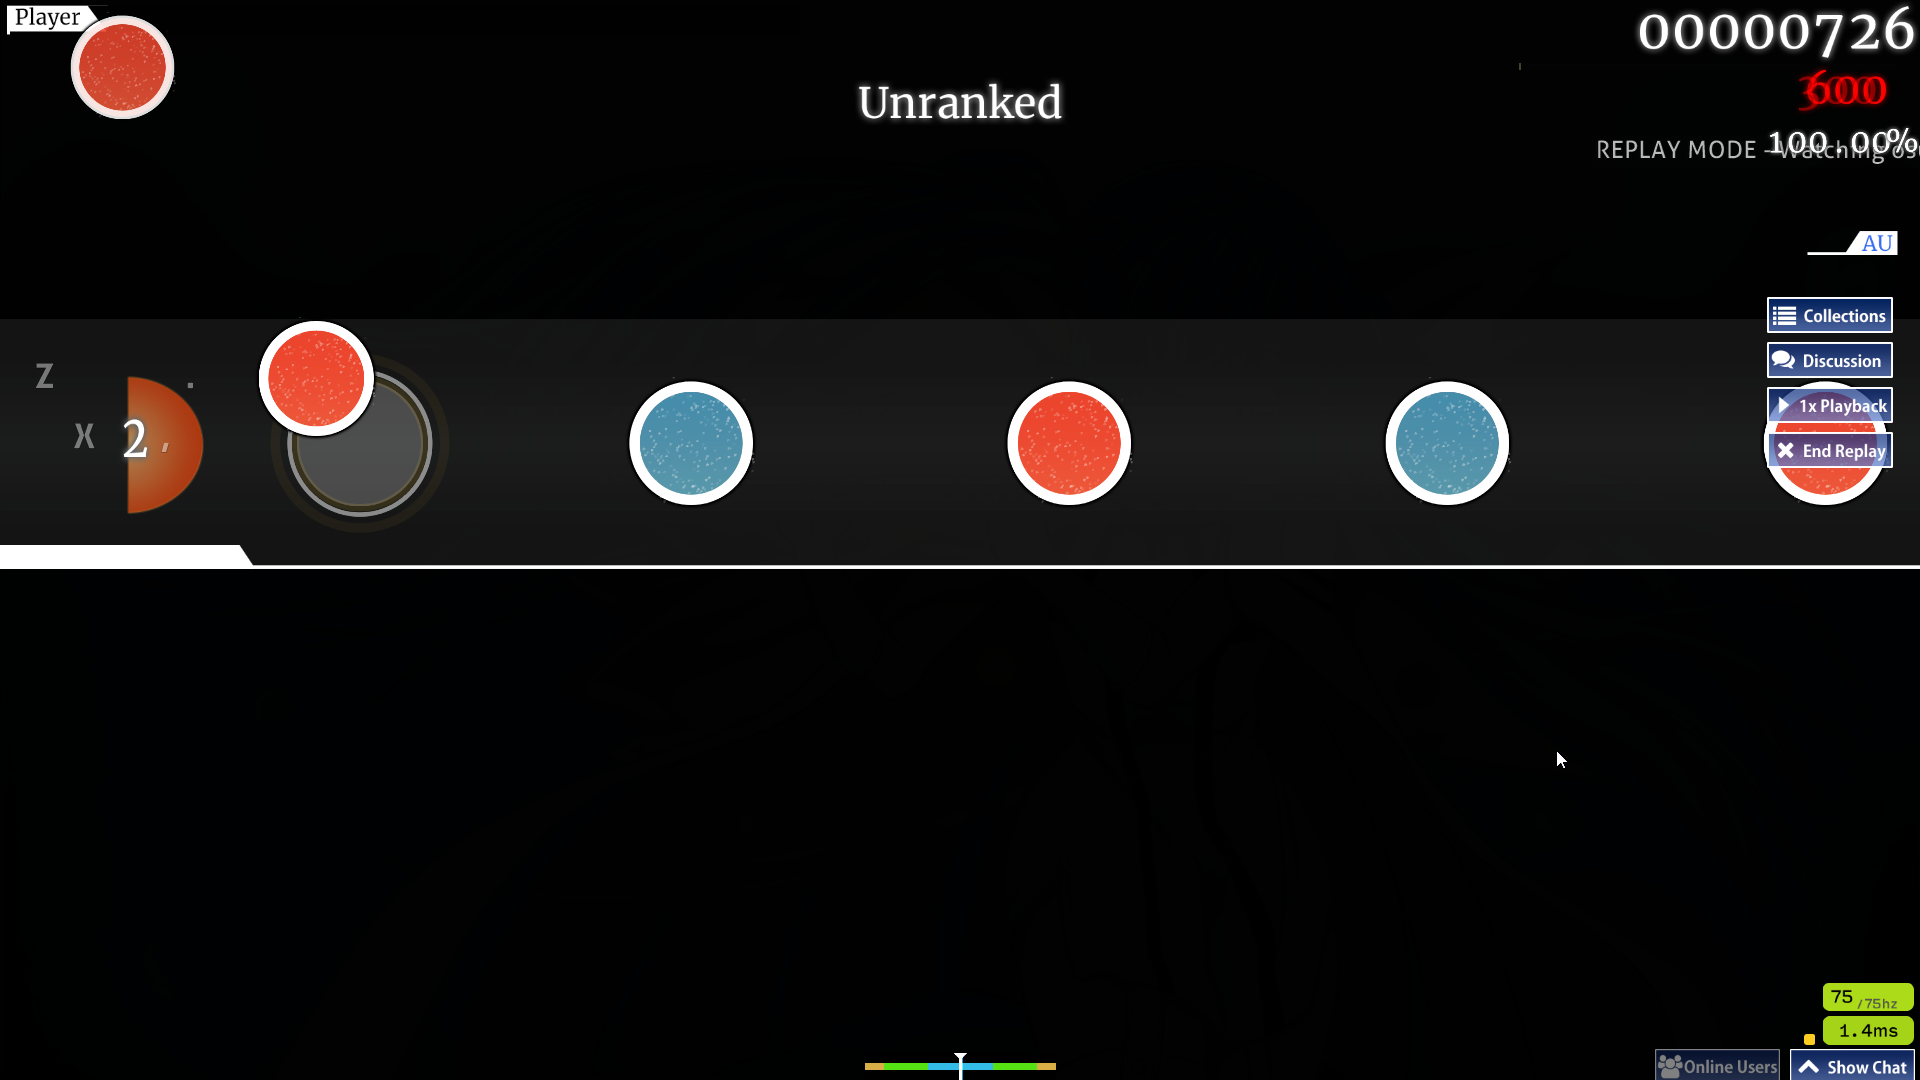 Player
00000726
Unranked
600
100.00%
REPLAY MODE - Watching os
AU
Collections
Z
Discussion
1x Playback
X
2
End Replay
75 /75hz
1.4ms
Online Users
Show Chat